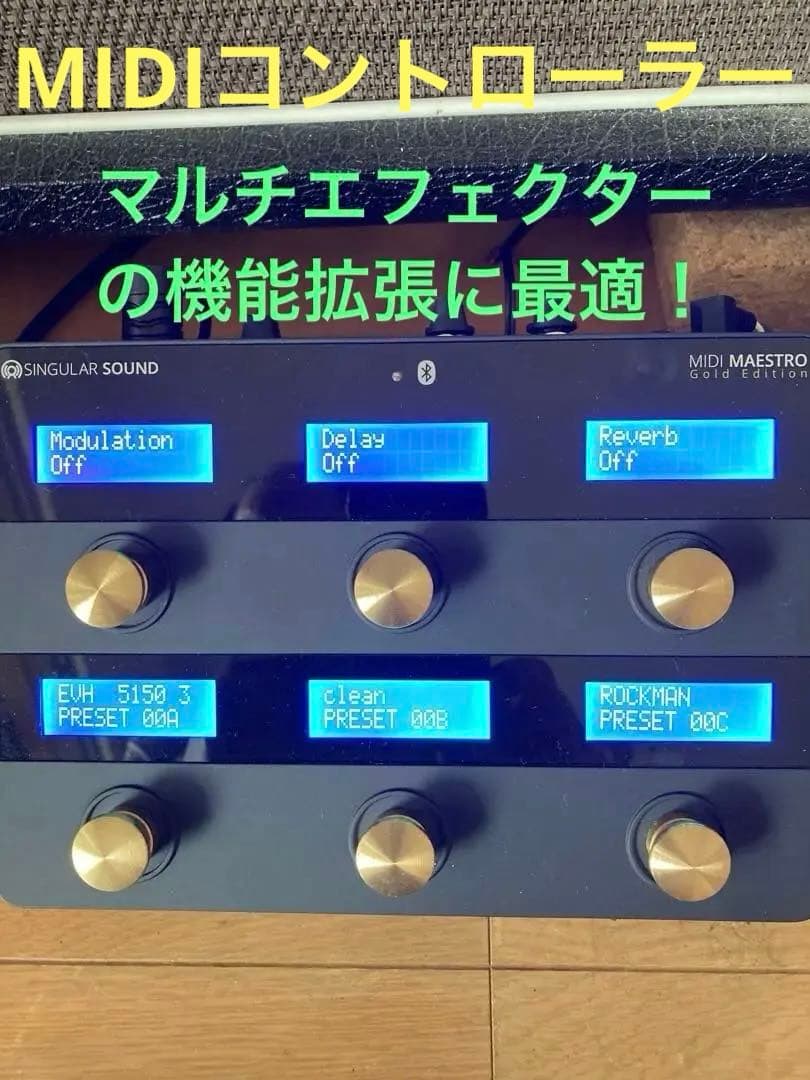 MIDIコントローラー
マルチエフェクター
の機能拡張に最適！
SINGULAR SOUND
MIDI MAESTRO
Gold Edition
Modulation
Off
Delay
Off
Reverb
Off
EVH 5150 3
PRESET 00A
clean
PRESET 00B
ROCKMAN
PRESET 00C